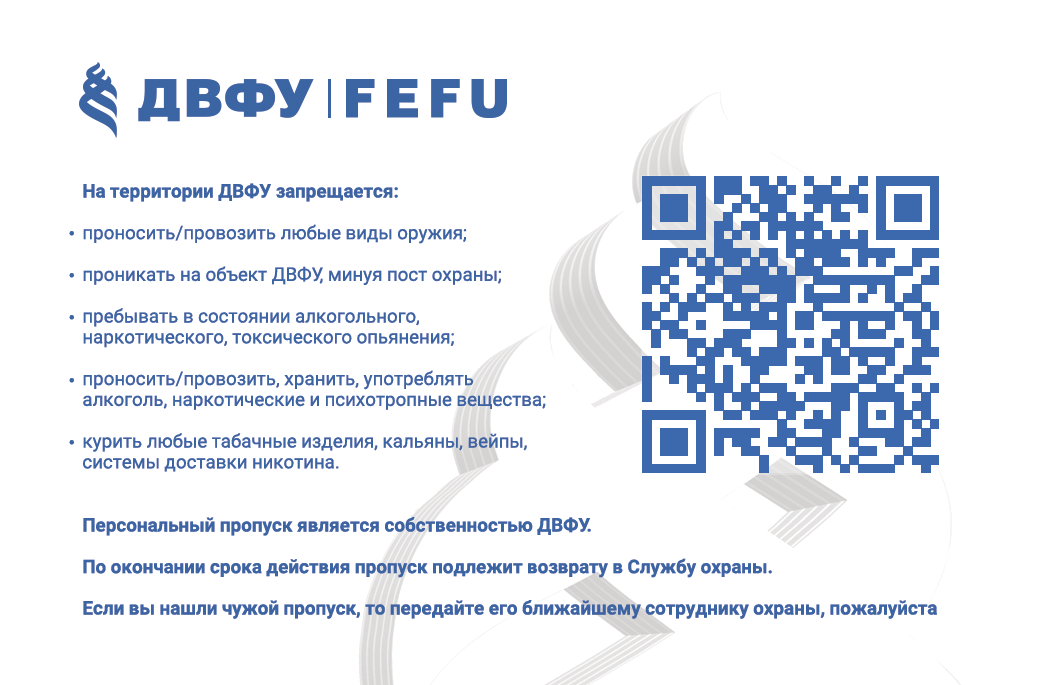 ДВФУ | FEFU
На территории ДВФУ запрещается:
• проносить/провозить любые виды оружия;
• проникать на объект ДВФУ, минуя пост охраны;
• пребывать в состоянии алкогольного,
наркотического, токсического опьянения;
• проносить/провозить, хранить, употреблять
алкоголь, наркотические и психотропные вещества;
• курить любые табачные изделия, кальяны, вейпы,
системы доставки никотина.
Персональный пропуск является собственностью ДВФУ.
По окончании срока действия пропуск подлежит возврату в Службу охраны.
Если вы нашли чужой пропуск, то передайте его ближайшему сотруднику охраны, пожалуйста